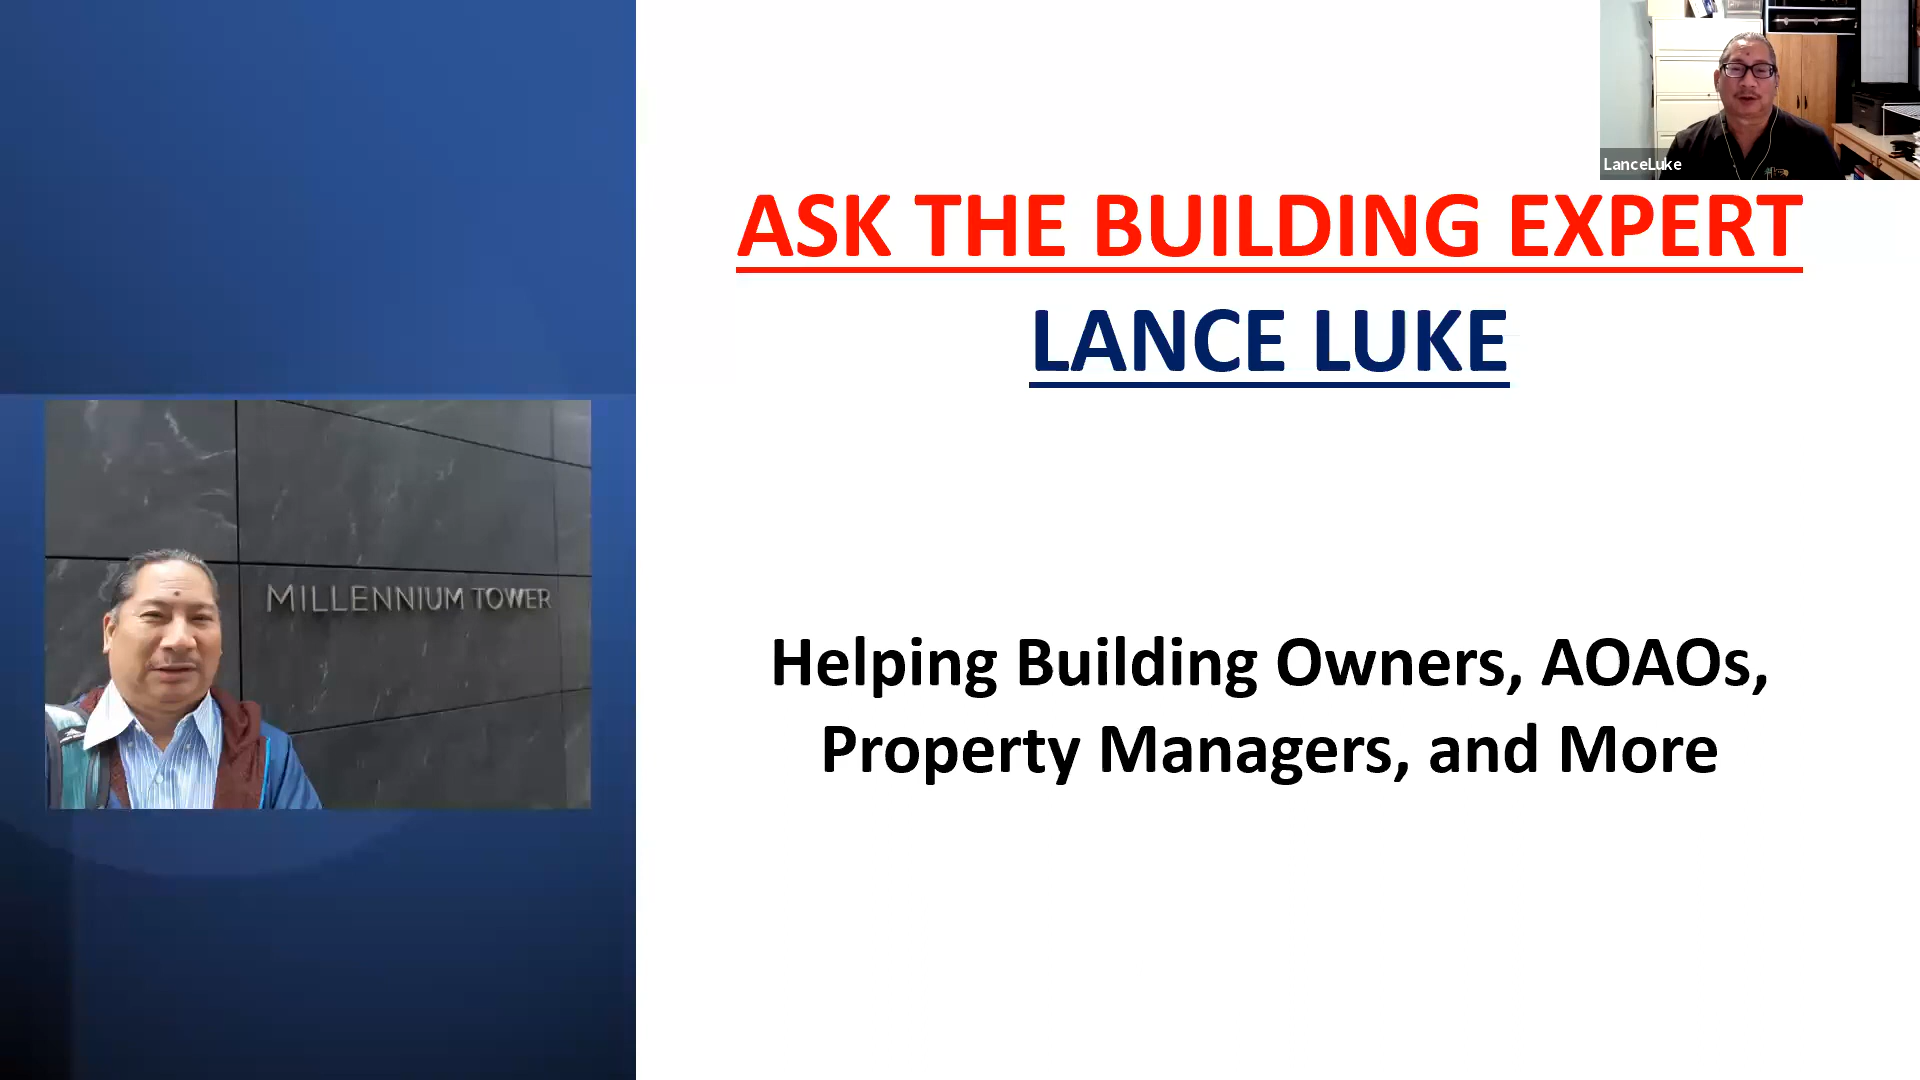 LanceLuke
ASK THE BUILDING EXPERT
LANCE LUKE
MILLENNIUM TOWER
Helping Building Owners, AOAOs,
Property Managers, and More